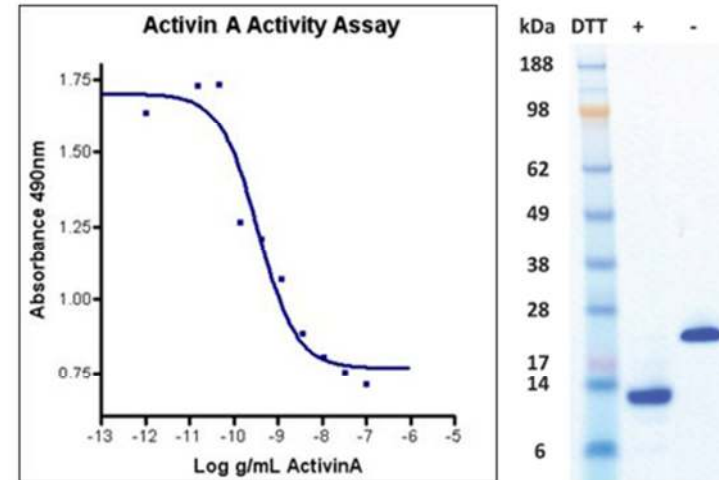 Activin A Activity Assay
Absorbance 490nm
1.75
1.50
1.25
1.00
0.75
-13 -12 -11 -10 -9 -8 -7 -6 -5
Log g/mL ActivinA
kDa DTT + -
188
98
62
49
38
28
17
14
6